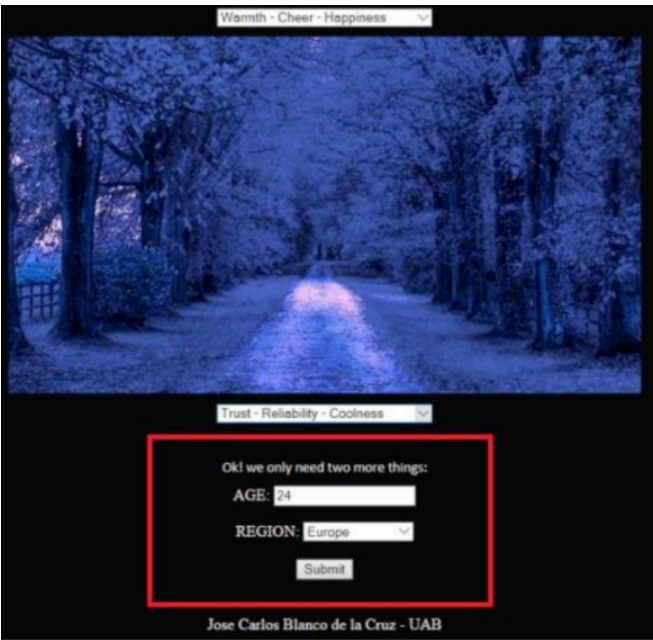 Warmth - Cheer - Happiness
Trust - Reliability - Coolness
Ok! we only need two more things:
AGE: 24
REGION: Europe
Submit
Jose Carlos Blanco de la Cruz - UAB